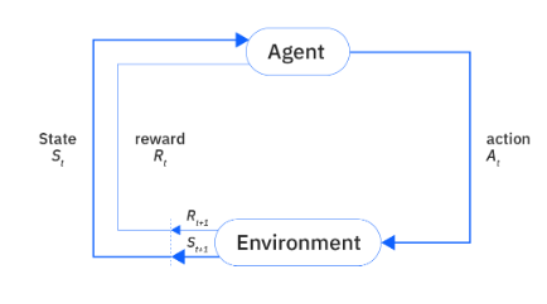 Agent
State
S_t
reward
R_t
action
A_t
R_t+1
S_t+1
Environment